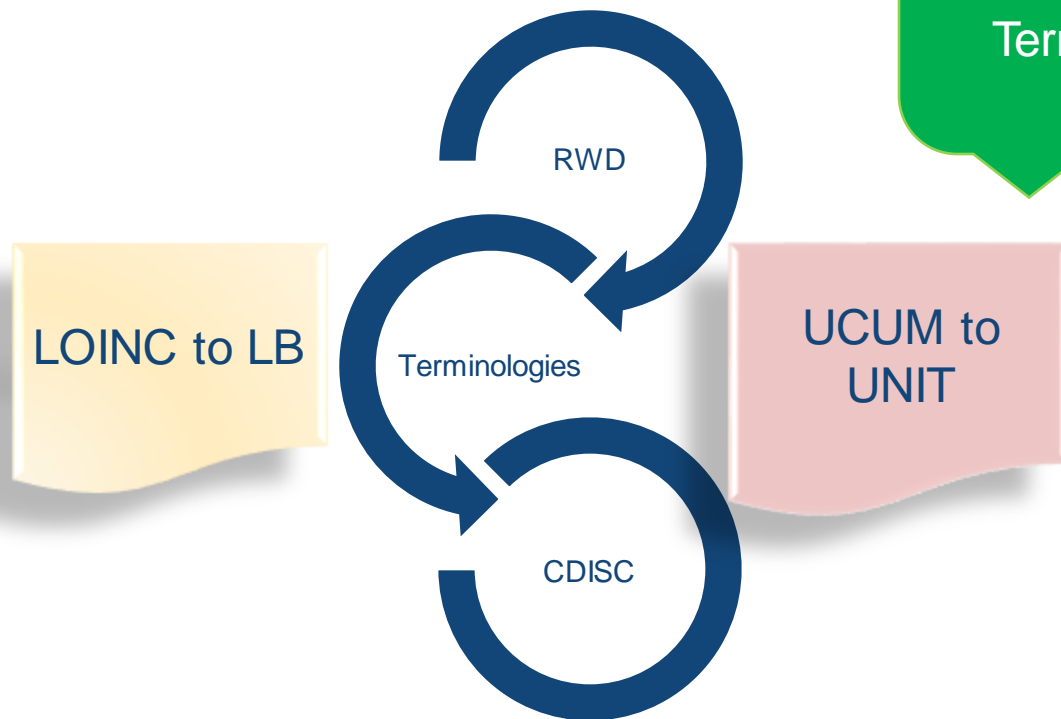 RWD
LOINC to LB
Terminologies
UCUM to
UNIT
CDISC